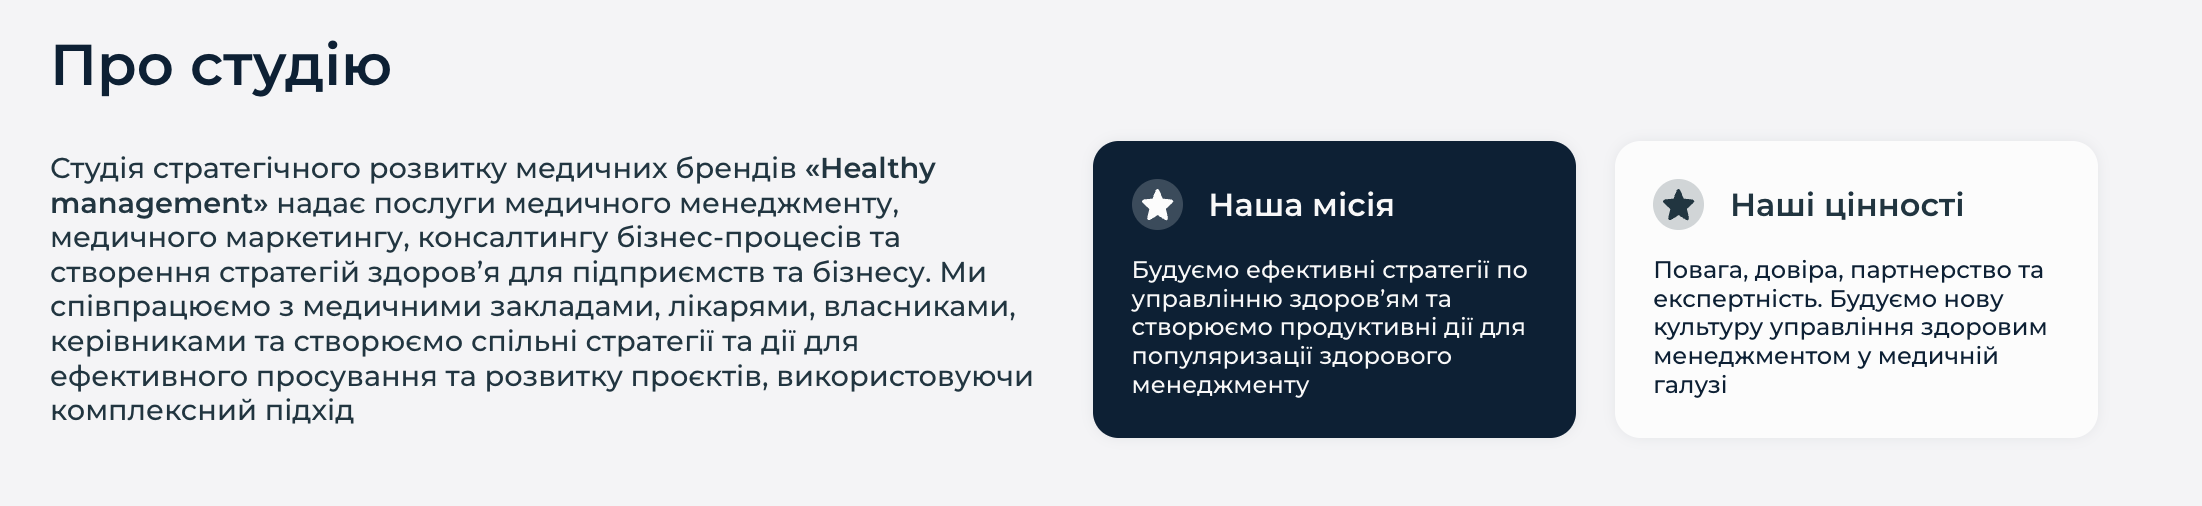 Про студію
Студія стратегічного розвитку медичних брендів «Healthy
management» надає послуги медичного менеджменту,
медичного маркетингу, консалтингу бізнес-процесів та
створення стратегій здоров’я для підприємств та бізнесу. Ми
співпрацюємо з медичними закладами, лікарями, власниками,
керівниками та створюємо спільні стратегії та дії для
ефективного просування та розвитку проєктів, використовуючи
комплексний підхід
Наша місія
Будуємо ефективні стратегії по
управлінню здоров’ям та
створюємо продуктивні дії для
популяризації здорового
менеджменту
Наші цінності
Повага, довіра, партнерство та
експертність. Будуємо нову
культуру управління здоровим
менеджментом у медичній
галузі